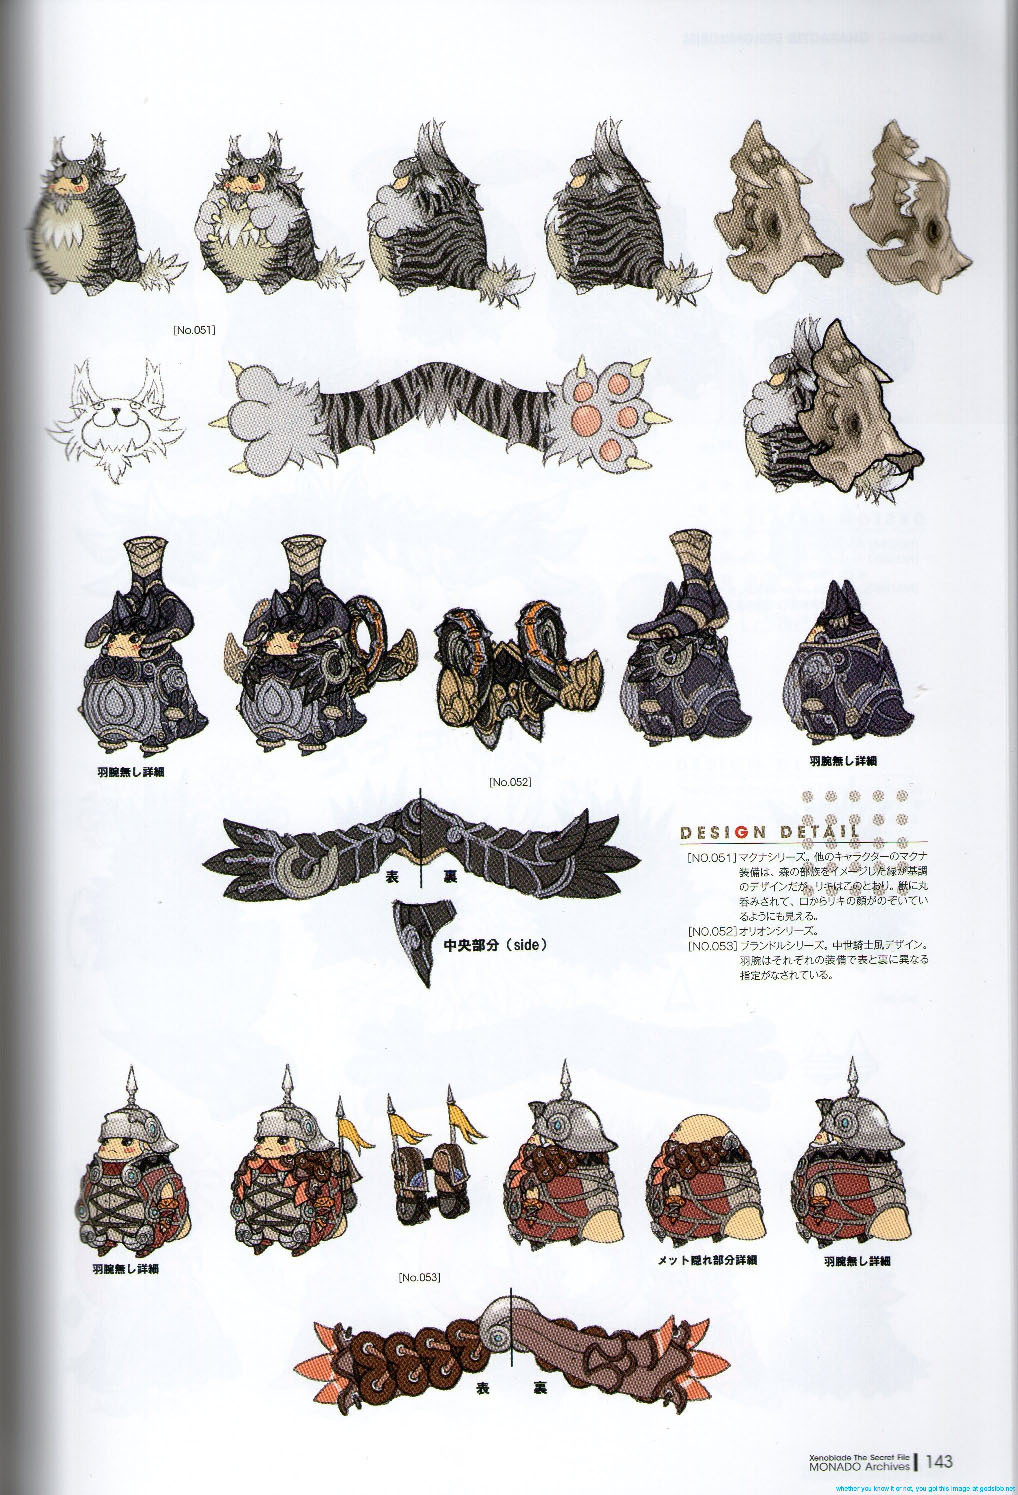 [No.051]
羽腕無し詳細
羽腕無し詳細
[No.052]
表
裏
中央部分（side）
DESIGN DETAIL
[NO.051]マクナシリーズ。他のキャラクターのマクナ
装備は、森の部族をイメージした緑が基調
のデザインだが、リキはこのとおり。獣に丸
呑みされて、口からリキの顔がのぞいてい
るようにも見える。
[NO.052]オリオンシリーズ。
[NO.053]ブランドルシリーズ。中世騎士風デザイン。
羽腕はそれぞれの装備で表と裏に異なる
指定がなされている。
羽腕無し詳細
メット隠れ部分詳細
羽腕無し詳細
[No.053]
表
裏
Xenoblade The Secret File
MONADO Archives 143
whether you know it or not, you got this image at godsibb.net